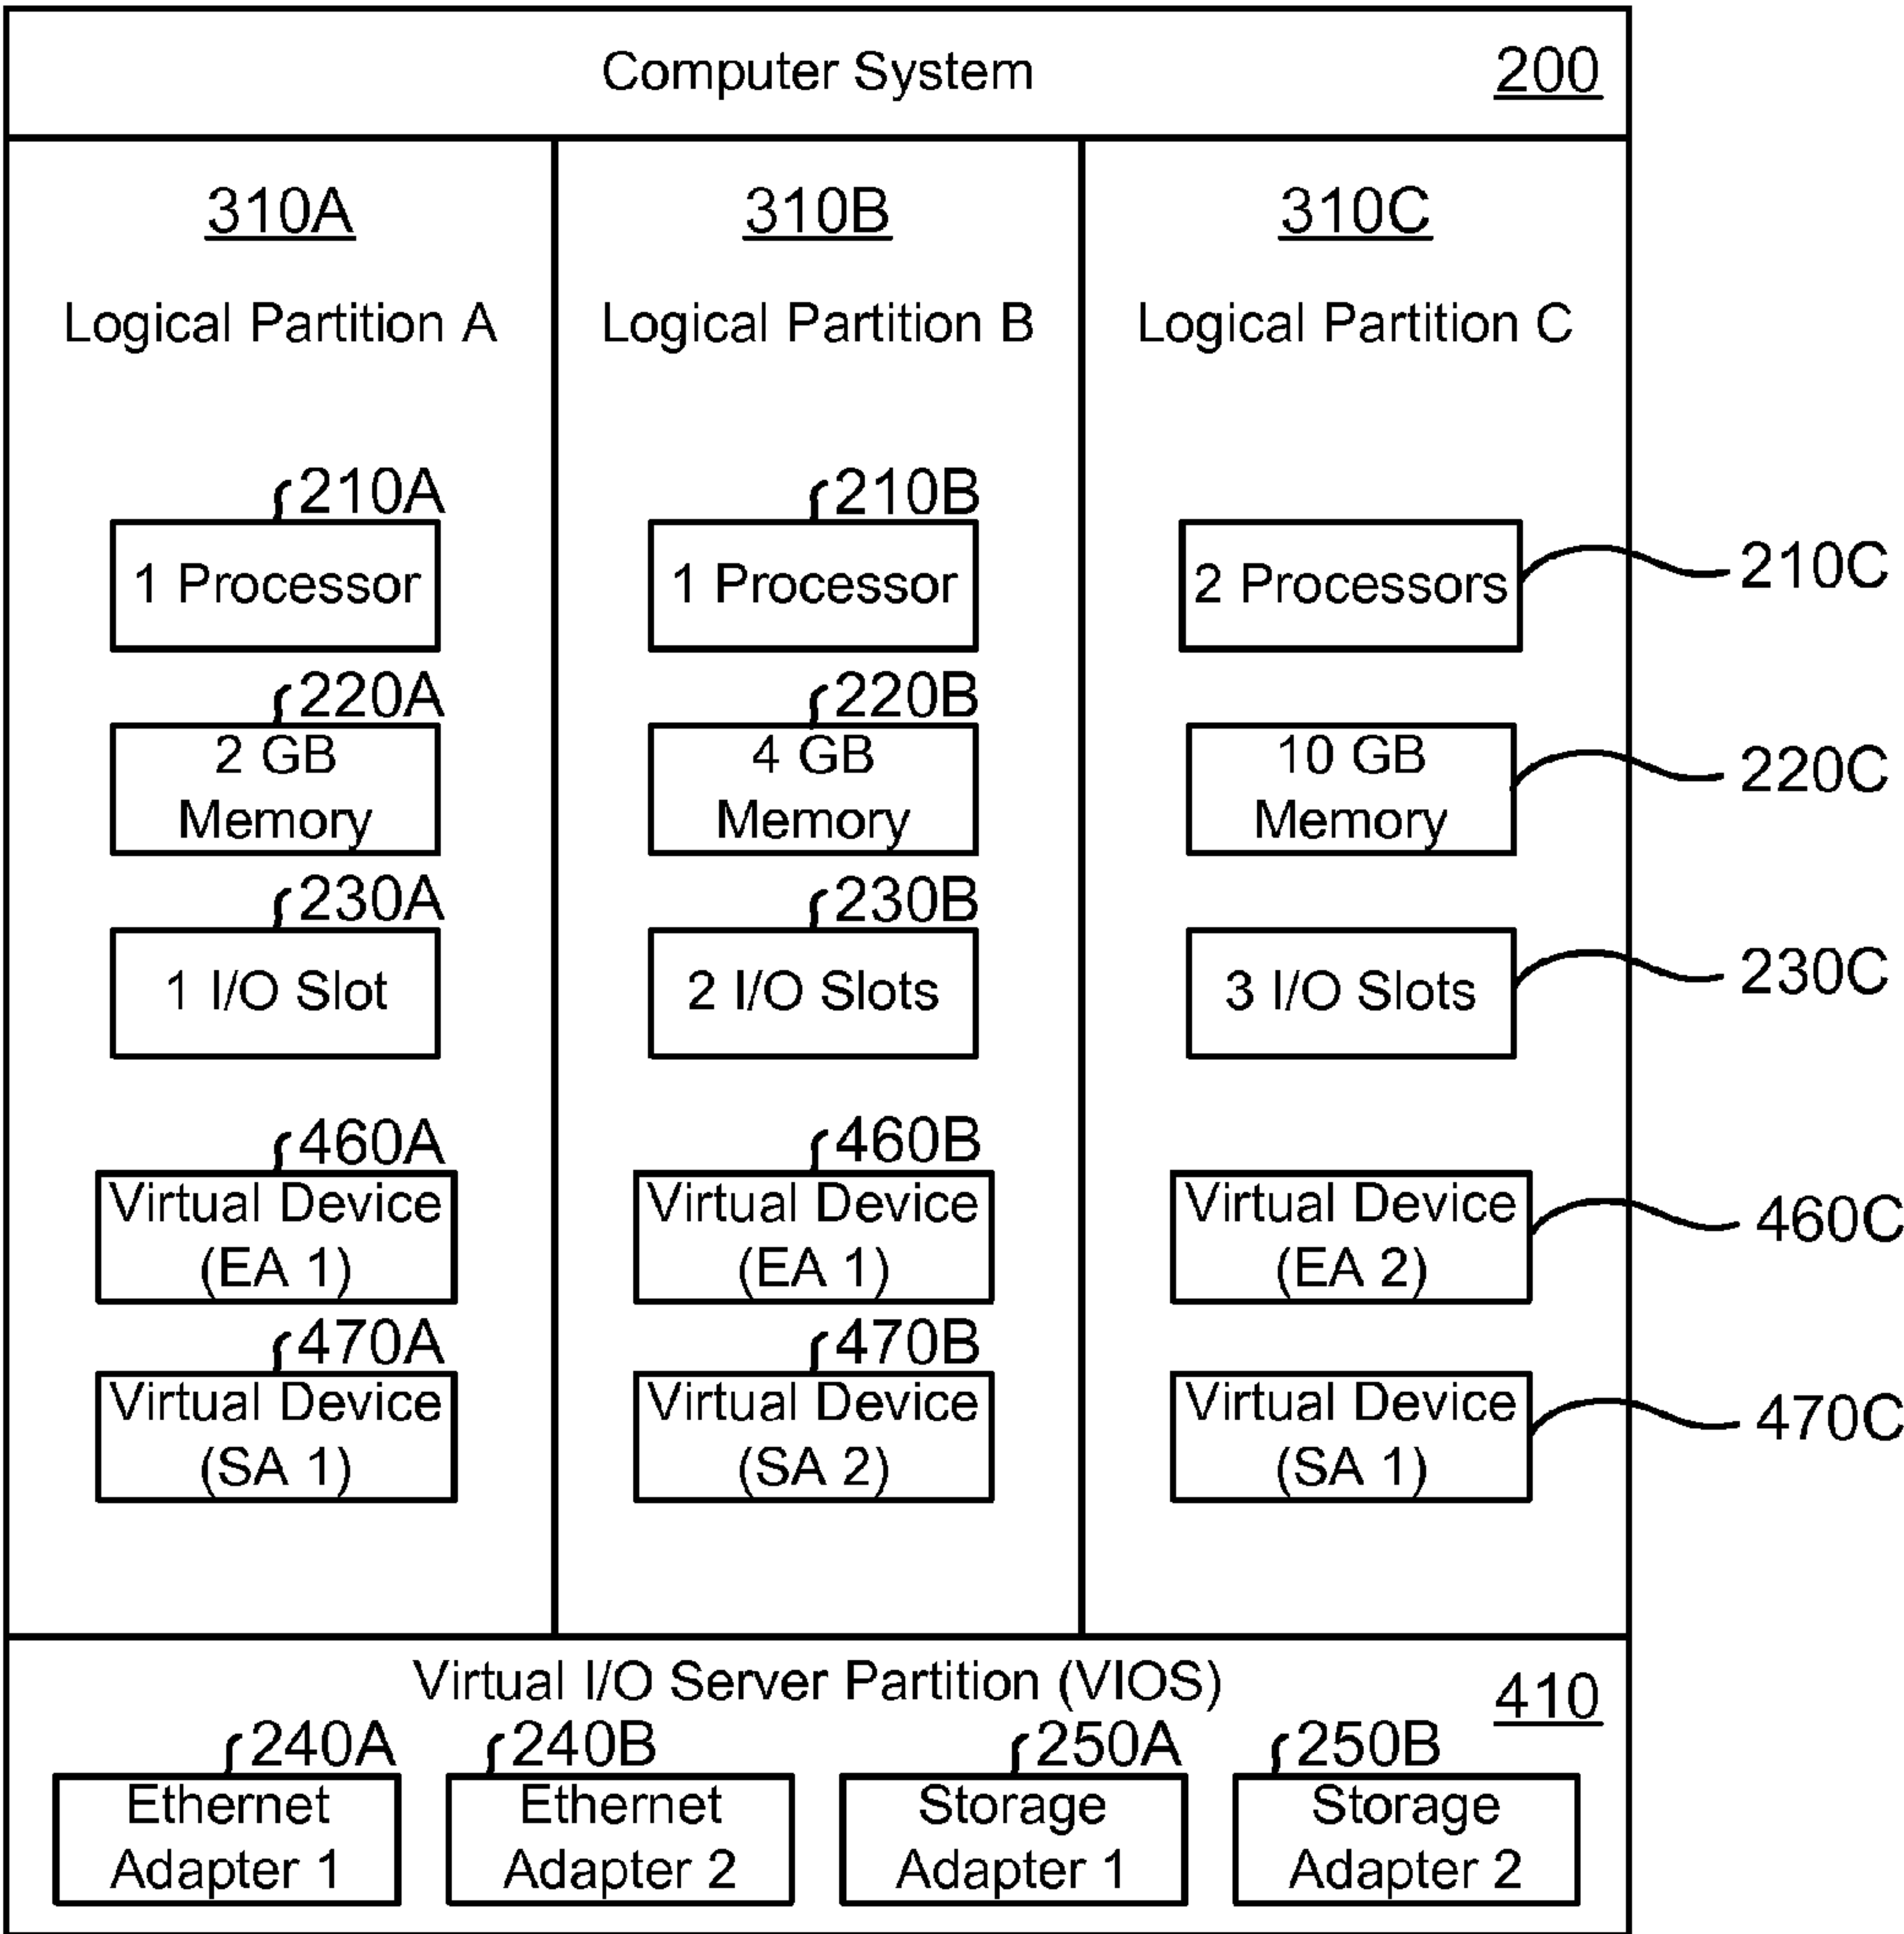 Computer System 200
310A 310B 310C
Logical Partition A Logical Partition B Logical Partition C
210A 210B
1 Processor 1 Processor 2 Processors 210C
220A 220B
2 GB 4 GB 10 GB 220C
Memory Memory Memory
230A 230B
1 I/O Slot 2 I/O Slots 3 I/O Slots 230C
460A 460B
Virtual Device Virtual Device Virtual Device 460C
(EA 1) (EA 1) (EA 2)
470A 470B
Virtual Device Virtual Device Virtual Device 470C
(SA 1) (SA 2) (SA 1)
Virtual I/O Server Partition (VIOS) 410
240A 240B 250A 250B
Ethernet Ethernet Storage Storage
Adapter 1 Adapter 2 Adapter 1 Adapter 2